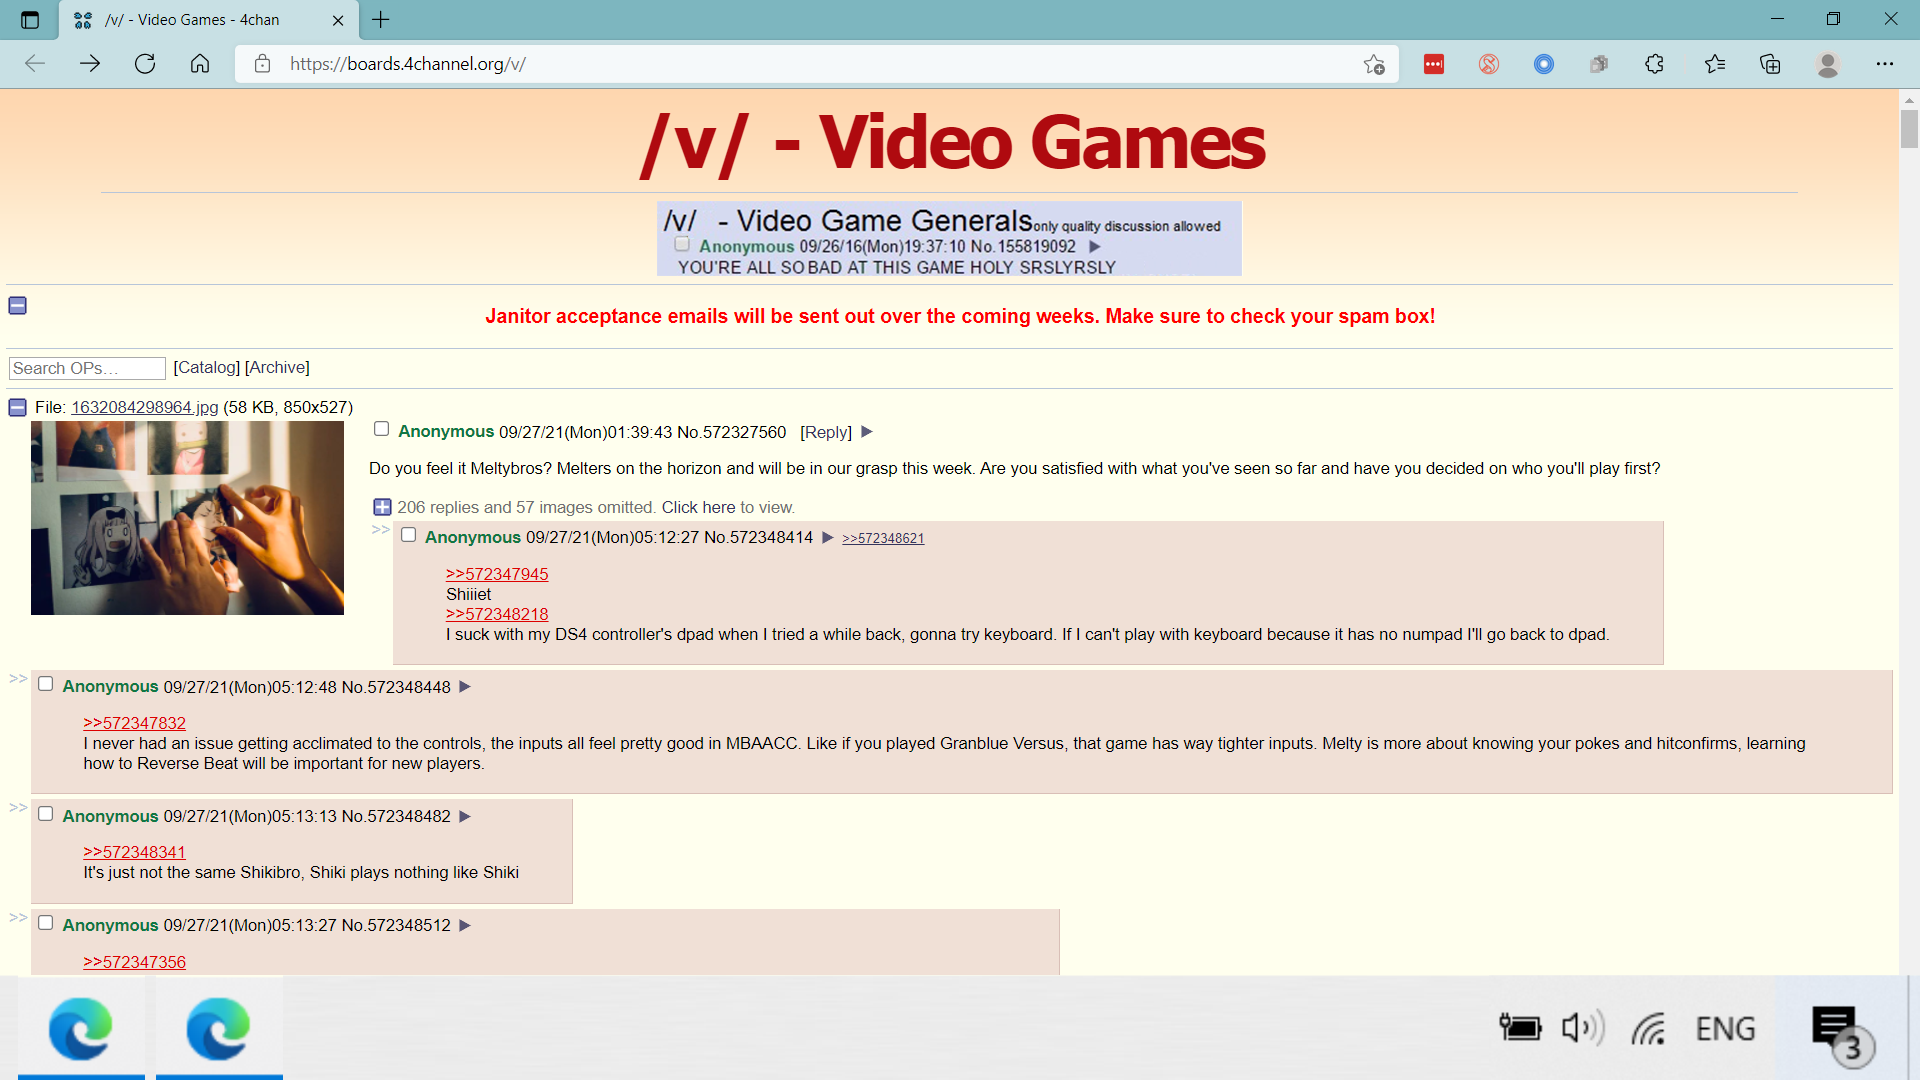 /v/ - Video Games - 4chan
https://boards.4channel.org/v/
/v/ - Video Games
/v/ - Video Game Generals only quality discussion allowed
Anonymous 09/26/16(Mon)19:37:10 No.155819092 ▶
YOU'RE ALL SO BAD AT THIS GAME HOLY SRSLYRSLY
Janitor acceptance emails will be sent out over the coming weeks. Make sure to check your spam box!
Search OPs… [Catalog] [Archive]
File: 1632084298964.jpg (58 KB, 850x527)
Anonymous 09/27/21(Mon)01:39:43 No.572327560 [Reply] ▶
Do you feel it Meltybros? Melters on the horizon and will be in our grasp this week. Are you satisfied with what you've seen so far and have you decided on who you'll play first?
206 replies and 57 images omitted. Click here to view.
>> Anonymous 09/27/21(Mon)05:12:27 No.572348414 ▶ >>572348621
>>572347945
Shiiiet
>>572348218
I suck with my DS4 controller's dpad when I tried a while back, gonna try keyboard. If I can't play with keyboard because it has no numpad I'll go back to dpad.
>> Anonymous 09/27/21(Mon)05:12:48 No.572348448 ▶
>>572347832
I never had an issue getting acclimated to the controls, the inputs all feel pretty good in MBAACC. Like if you played Granblue Versus, that game has way tighter inputs. Melty is more about knowing your pokes and hitconfirms, learning
how to Reverse Beat will be important for new players.
>> Anonymous 09/27/21(Mon)05:13:13 No.572348482 ▶
>>572348341
It's just not the same Shikibro, Shiki plays nothing like Shiki
>> Anonymous 09/27/21(Mon)05:13:27 No.572348512 ▶
>>572347356
ENG
3